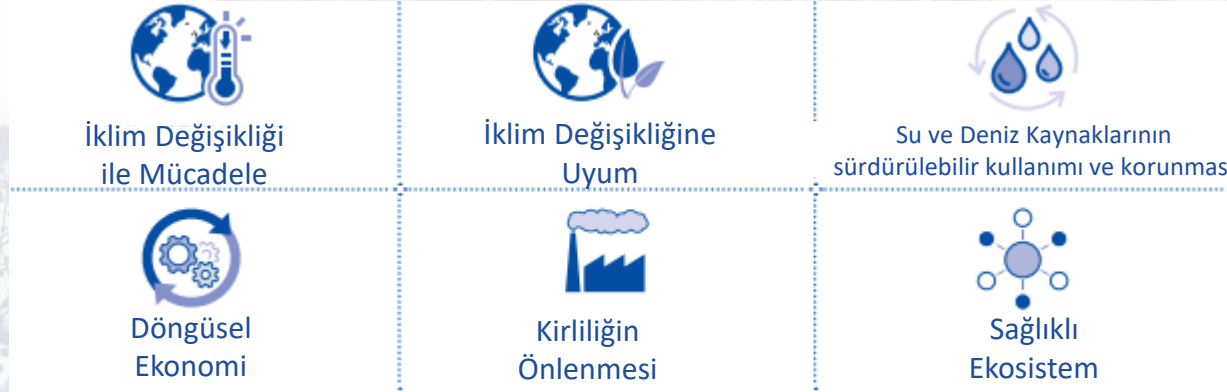 İklim Değişikliği
ile Mücadele
İklim Değişikliğine
Uyum
Su ve Deniz Kaynaklarının
sürdürülebilir kullanımı ve korunmas
Döngüsel
Ekonomi
Kirliliğin
Önlenmesi
Sağlıklı
Ekosistem